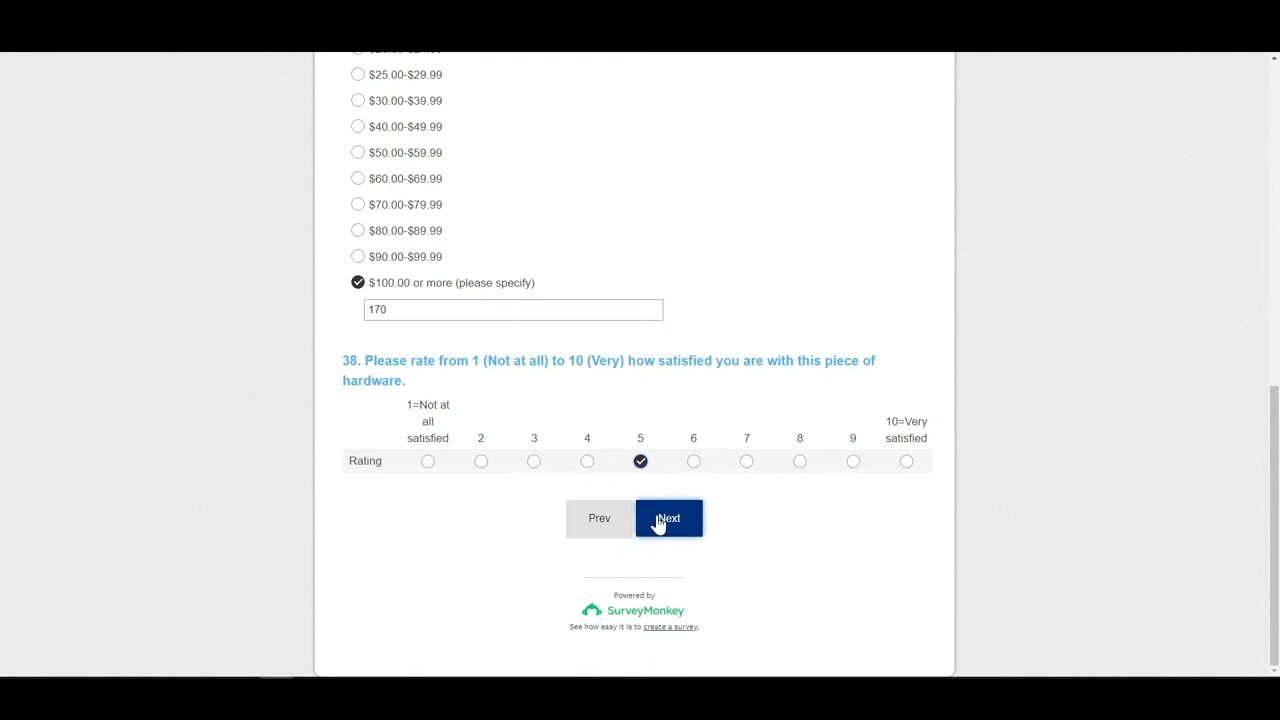 $25.00-$29.99
$30.00-$39.99
$40.00-$49.99
$50.00-$59.99
$60.00-$69.99
$70.00-$79.99
$80.00-$89.99
$90.00-$99.99
$100.00 or more (please specify)
170
38. Please rate from 1 (Not at all) to 10 (Very) how satisfied you are with this piece of
hardware.
1=Not at
all
satisfied 2 3 4 5 6 7 8 9 10=Very satisfied
Rating
Prev Next
Powered by
SurveyMonkey
See how easy it is to create a survey.